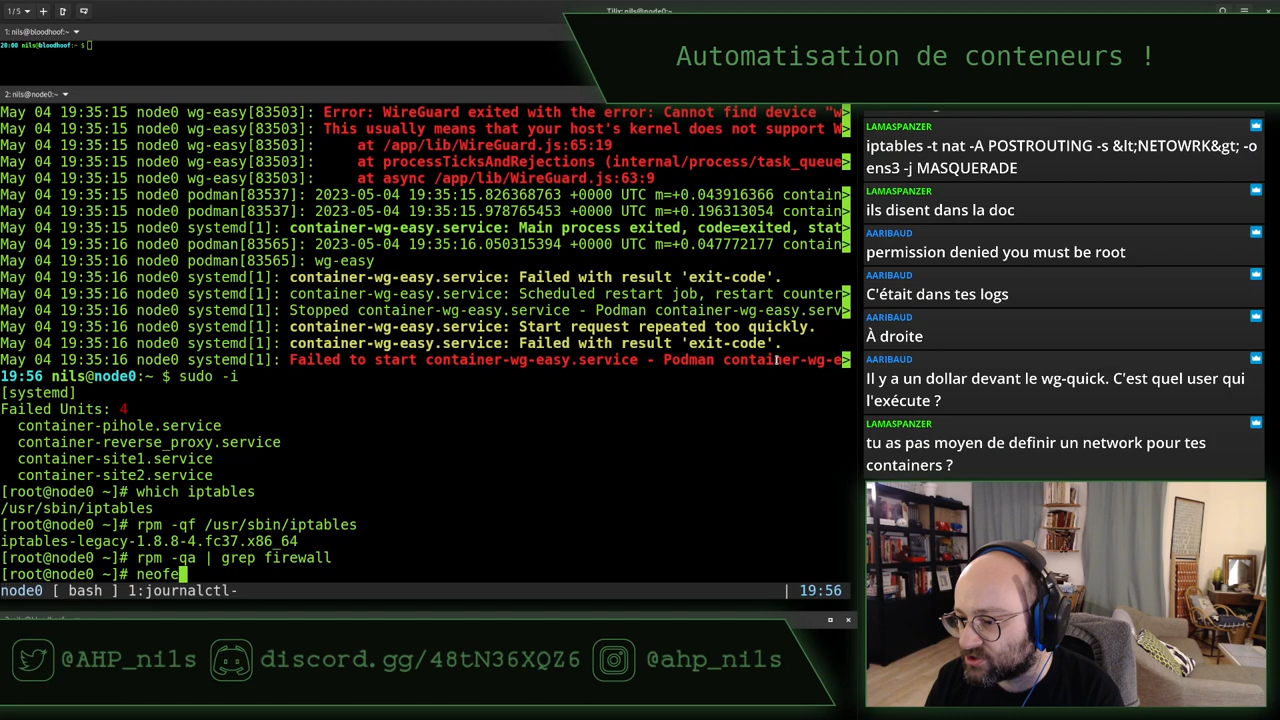 1/5
Tilix: nils@node0:~
1: nils@bloodhoof:~
20:00 nils@bloodhoof:~ $
Automatisation de conteneurs !
2: nils@node0:~
May 04 19:35:15 node0 wg-easy[83503]: Error: WireGuard exited with the error: Cannot find device "w>
May 04 19:35:15 node0 wg-easy[83503]: This usually means that your host's kernel does not support W>
May 04 19:35:15 node0 wg-easy[83503]:     at /app/lib/WireGuard.js:65:19
May 04 19:35:15 node0 wg-easy[83503]:     at processTicksAndRejections (internal/process/task_queue>
May 04 19:35:15 node0 wg-easy[83503]:     at async /app/lib/WireGuard.js:63:9
May 04 19:35:15 node0 podman[83537]: 2023-05-04 19:35:15.826368763 +0000 UTC m=+0.043916366 contain>
May 04 19:35:15 node0 podman[83537]: 2023-05-04 19:35:15.978765453 +0000 UTC m=+0.196313054 contain>
May 04 19:35:15 node0 systemd[1]: container-wg-easy.service: Main process exited, code=exited, stat>
May 04 19:35:16 node0 podman[83565]: 2023-05-04 19:35:16.050315394 +0000 UTC m=+0.047772177 contain>
May 04 19:35:16 node0 podman[83565]: wg-easy
May 04 19:35:16 node0 systemd[1]: container-wg-easy.service: Failed with result 'exit-code'.
May 04 19:35:16 node0 systemd[1]: container-wg-easy.service: Scheduled restart job, restart counter>
May 04 19:35:16 node0 systemd[1]: Stopped container-wg-easy.service - Podman container-wg-easy.serv>
May 04 19:35:16 node0 systemd[1]: container-wg-easy.service: Start request repeated too quickly.
May 04 19:35:16 node0 systemd[1]: container-wg-easy.service: Failed with result 'exit-code'.
May 04 19:35:16 node0 systemd[1]: Failed to start container-wg-easy.service - Podman container-wg-e>
19:56 nils@node0:~ $ sudo -i
[systemd]
Failed Units: 4
  container-pihole.service
  container-reverse_proxy.service
  container-site1.service
  container-site2.service
[root@node0 ~]# which iptables
/usr/sbin/iptables
[root@node0 ~]# rpm -qf /usr/sbin/iptables
iptables-legacy-1.8.8-4.fc37.x86_64
[root@node0 ~]# rpm -qa | grep firewall
[root@node0 ~]# neofe
node0 [ bash ] 1:journalctl- | 19:56
LAMASPANZER
iptables -t nat -A POSTROUTING -s &lt;NETOWRK&gt; -o
ens3 -j MASQUERADE
LAMASPANZER
ils disent dans la doc
AARIBAUD
permission denied you must be root
AARIBAUD
C'était dans tes logs
AARIBAUD
À droite
AARIBAUD
Il y a un dollar devant le wg-quick. C'est quel user qui
l'exécute ?
LAMASPANZER
tu as pas moyen de definir un network pour tes
containers ?
@AHP_nils discord.gg/48tN36XQZ6 @ahp_nils